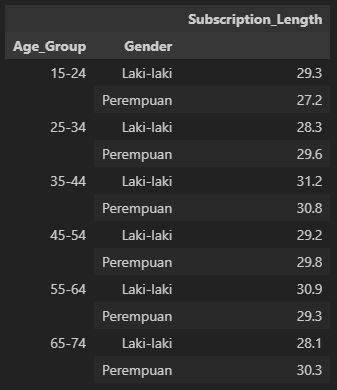 Subscription_Length
Age_Group Gender
15-24 Laki-laki 29.3
Perempuan 27.2
25-34 Laki-laki 28.3
Perempuan 29.6
35-44 Laki-laki 31.2
Perempuan 30.8
45-54 Laki-laki 29.2
Perempuan 29.8
55-64 Laki-laki 30.9
Perempuan 29.3
65-74 Laki-laki 28.1
Perempuan 30.3